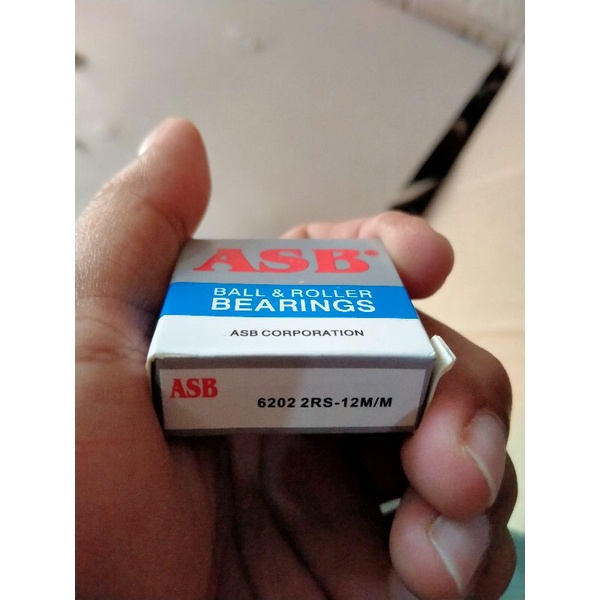 ASB
BALL & ROLLER
BEARINGS
ASB CORPORATION
ASB
6202 2RS-12M/M